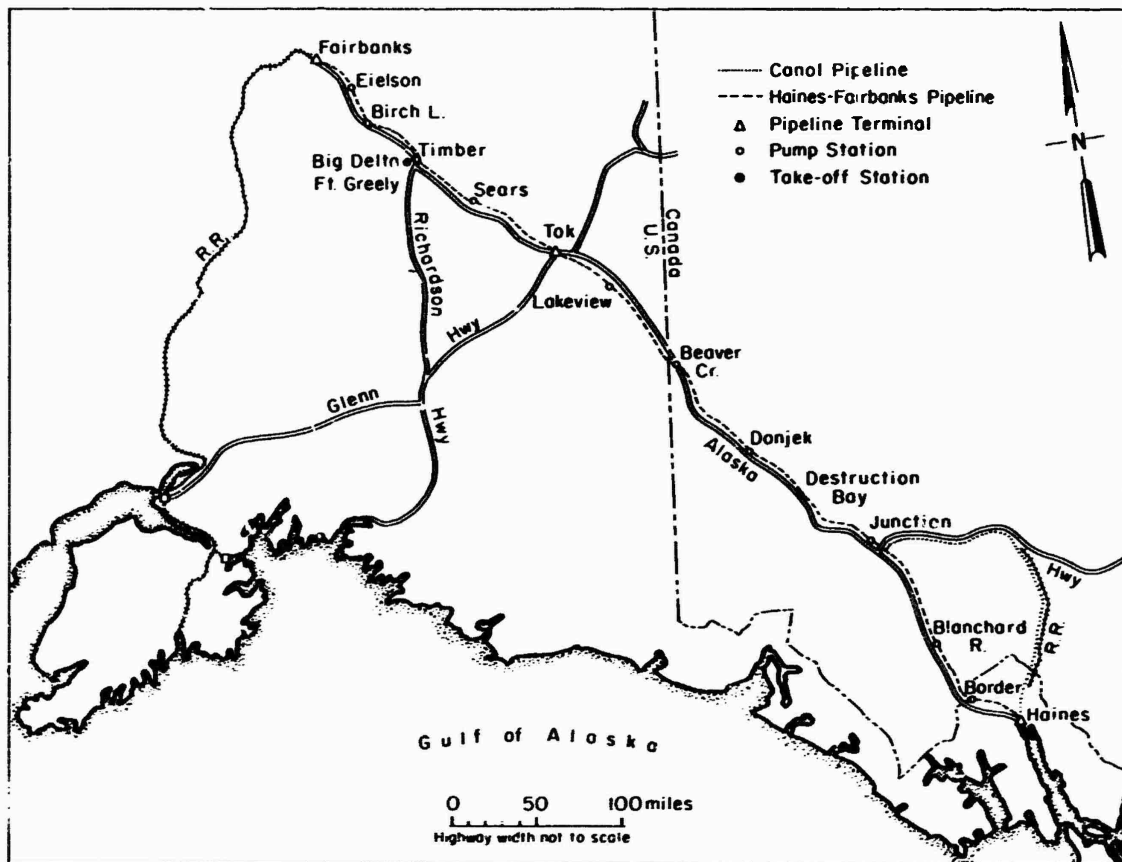 Fairbanks
Eielson
Birch L.
Timber
Big Delta
Ft. Greely
Sears
Tok
Lakeview
R.R.
Richardson
Hwy
Glenn
Hwy
Canada
U.S.
Canol Pipeline
Haines-Fairbanks Pipeline
Pipeline Terminal
Pump Station
Take-off Station
N
Beaver
Cr.
Donjek
Alaska
Destruction
Bay
Junction
Hwy
Blanchard
R.
R.R.
Border
Haines
Gulf of Alaska
0 50 100 miles
Highway width not to scale